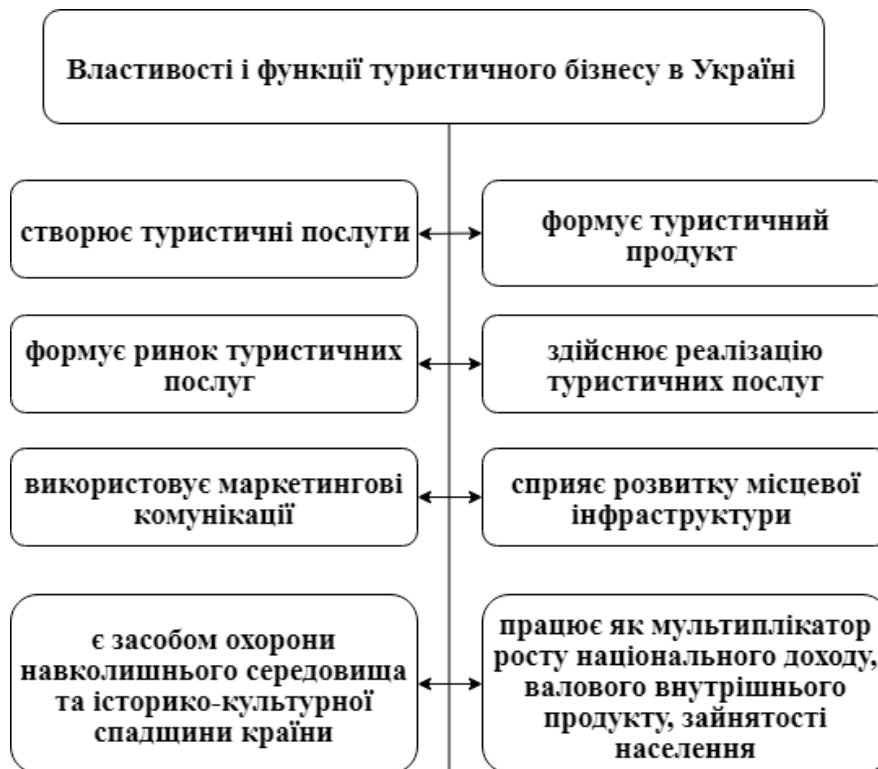 Властивості і функції туристичного бізнесу в Україні
створює туристичні послуги
формує туристичний
продукт
формує ринок туристичних
послуг
здійснює реалізацію
туристичних послуг
використовує маркетингові
комунікації
сприяє розвитку місцевої
інфраструктури
є засобом охорони
навколишнього середовища
та історико-культурної
спадщини країни
працює як мультиплікатор
росту національного доходу,
валового внутрішнього
продукту, зайнятості
населення